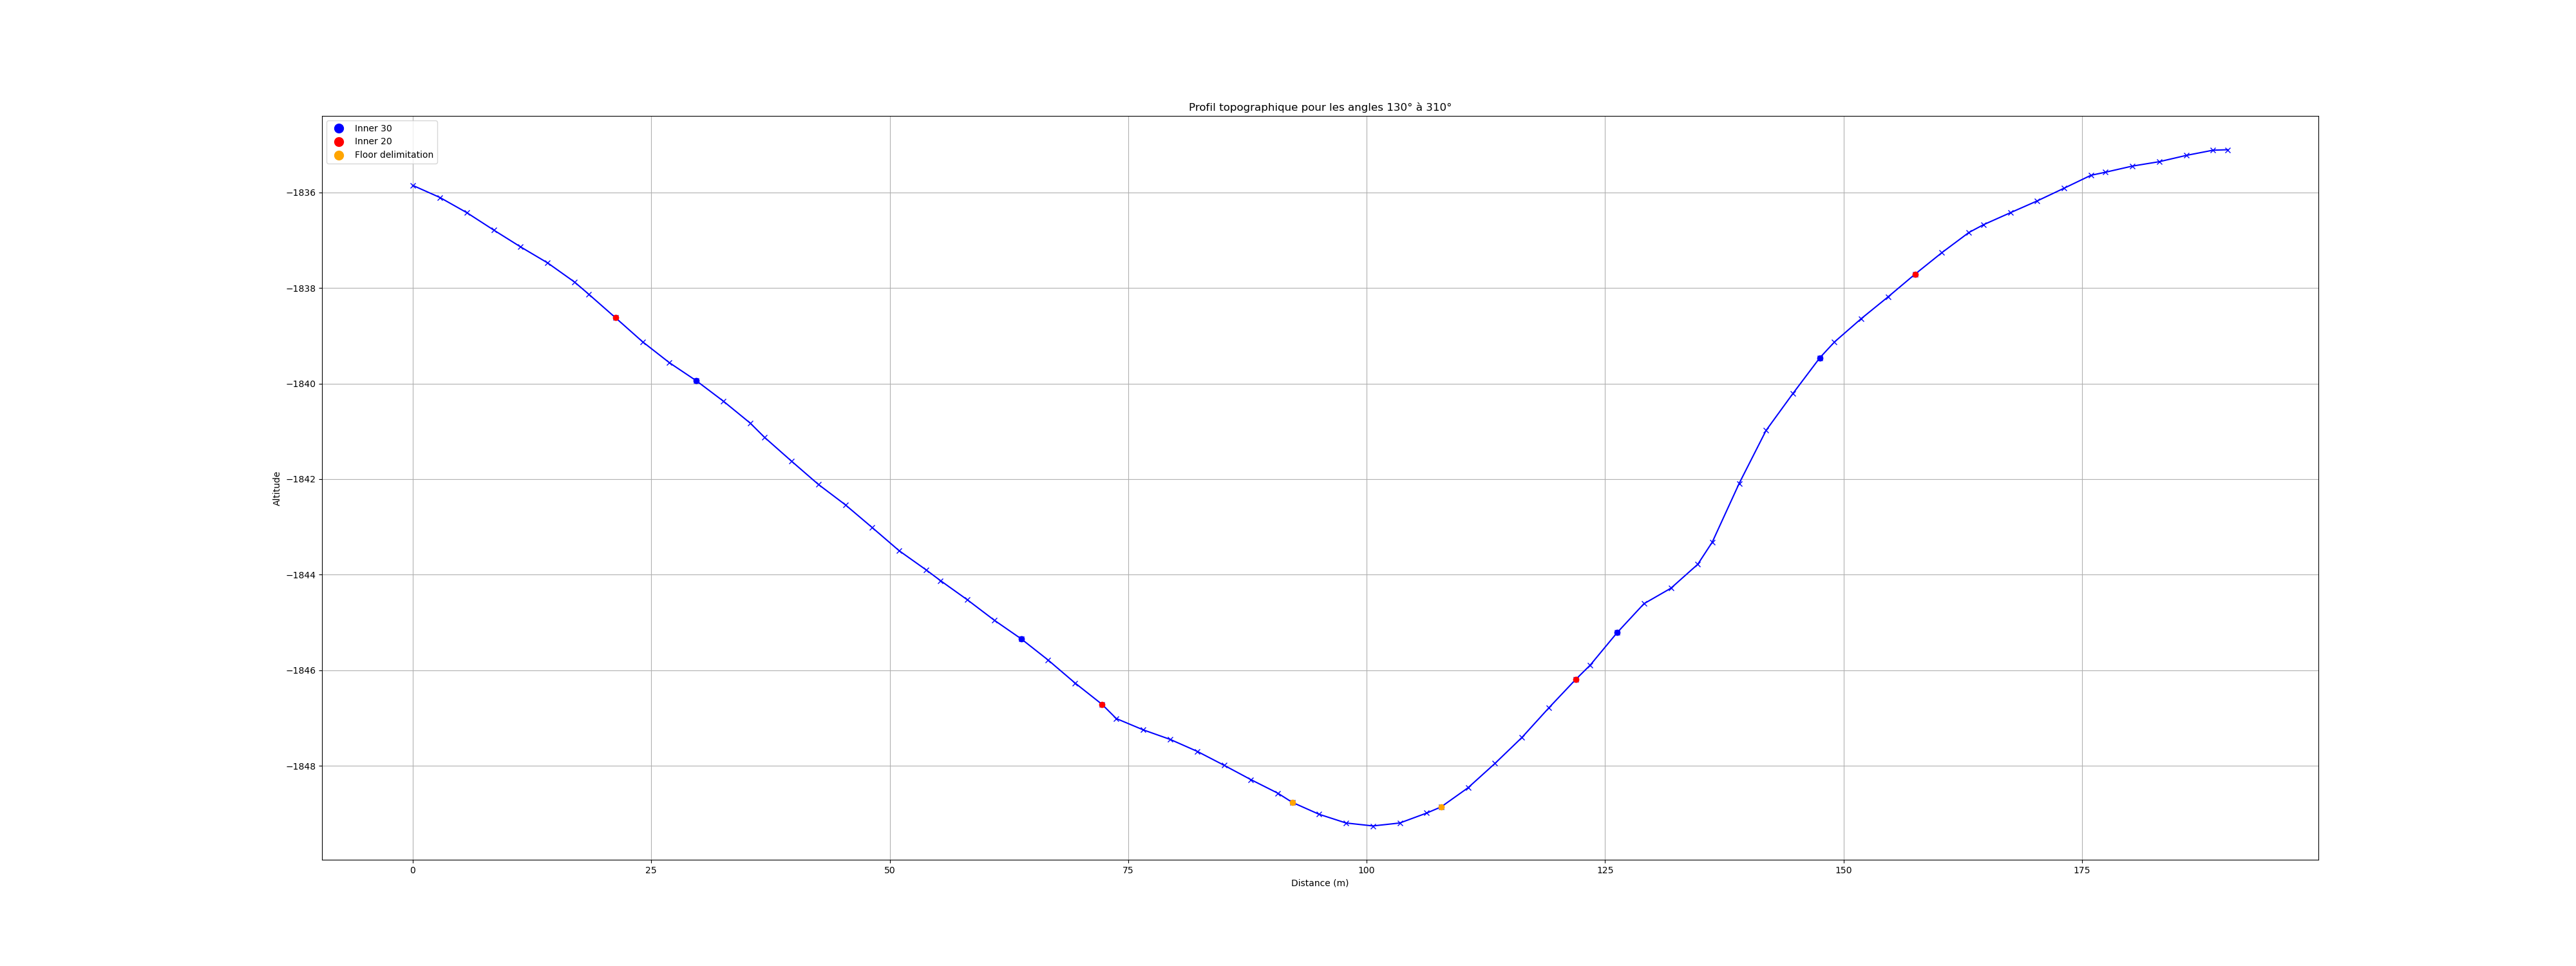 Profil topographique pour les angles 130° à 310°
Inner 30
Inner 20
Floor delimitation
Altitude
−1836
−1838
−1840
−1842
−1844
−1846
−1848
0 25 50 75 100 125 150 175
Distance (m)